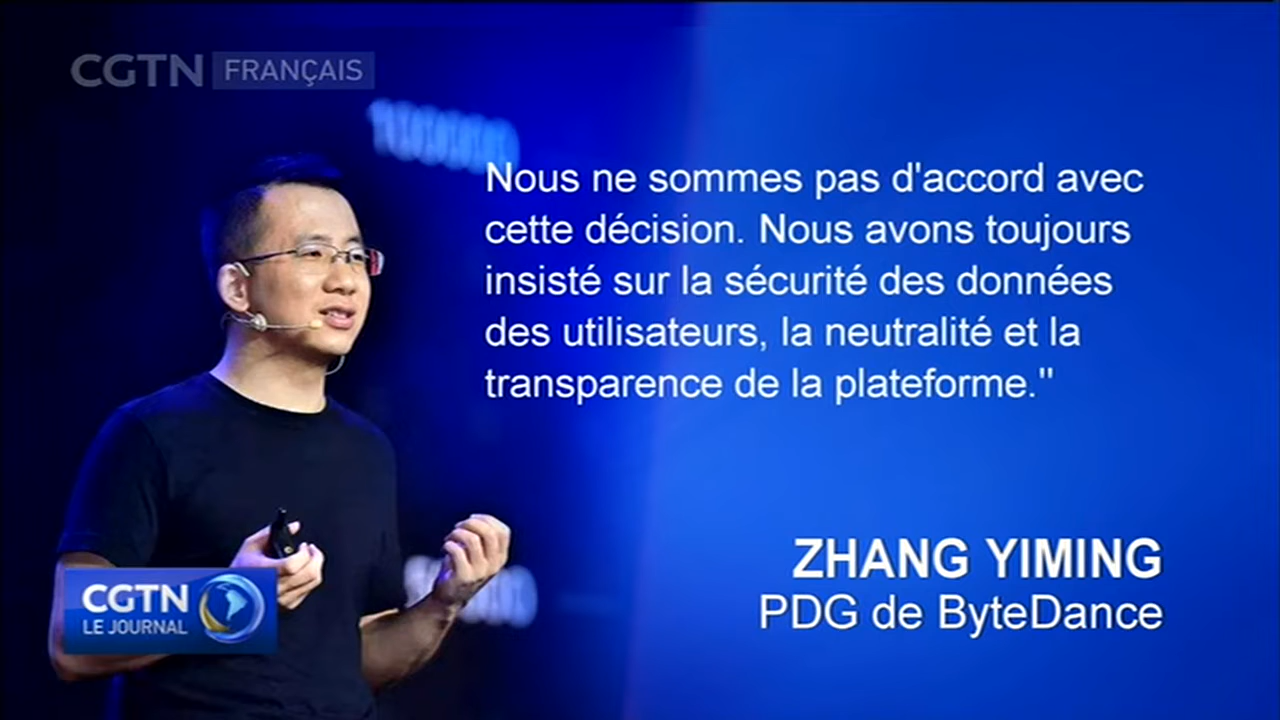 CGTN FRANÇAIS
Nous ne sommes pas d'accord avec
cette décision. Nous avons toujours
insisté sur la sécurité des données
des utilisateurs, la neutralité et la
transparence de la plateforme."
ZHANG YIMING
PDG de ByteDance
CGTN
LE JOURNAL